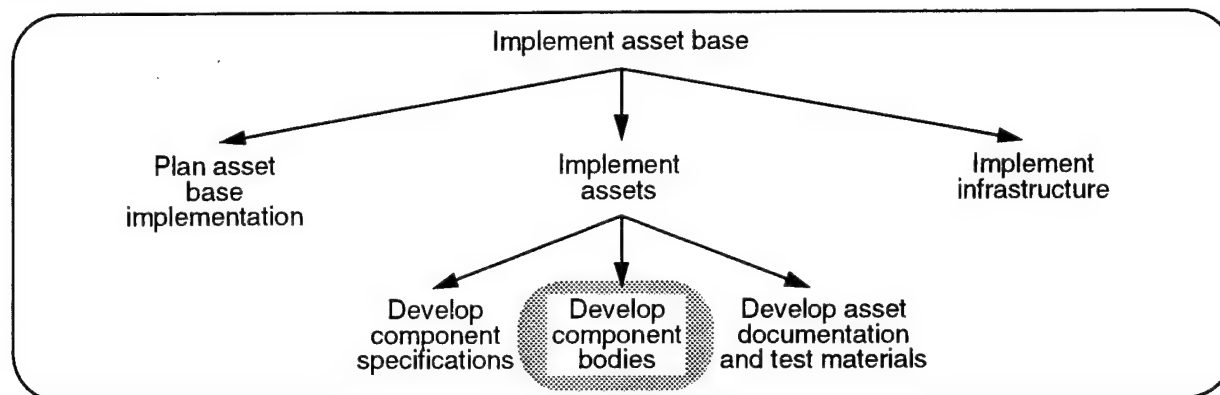 Implement asset base
Plan asset
base
implementation
Implement
assets
Implement
infrastructure
Develop
component
specifications
Develop
component
bodies
Develop asset
documentation
and test materials